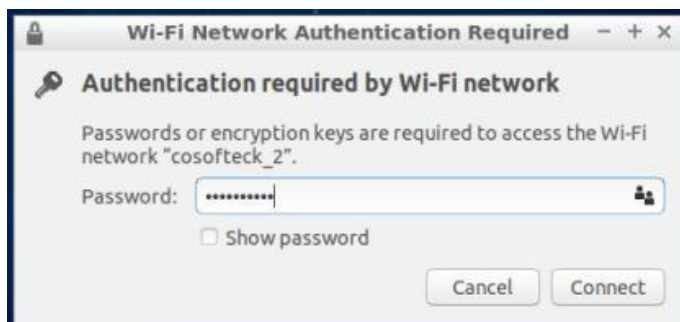 Wi-Fi Network Authentication Required
Authentication required by Wi-Fi network
Passwords or encryption keys are required to access the Wi-Fi
network "cosofteck_2".
Password: ••••••••••
Show password
Cancel Connect